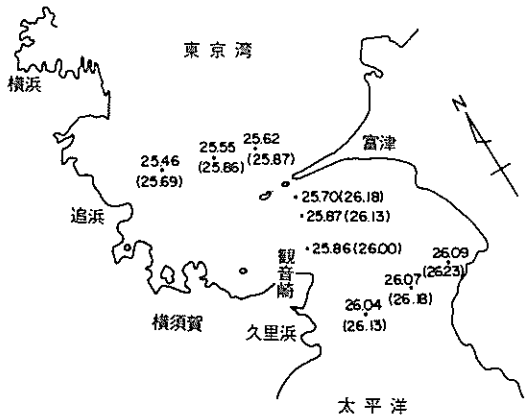 東京湾
横浜
N
富津
25.62
(25.87)
25.55
(25.86)
25.46
(25.69)
25.70(26.18)
25.87(26.13)
追浜
25.86(26.00)
観音崎
26.09
(26.23)
26.07
(26.18)
26.04
(26.13)
横須賀
久里浜
太平洋